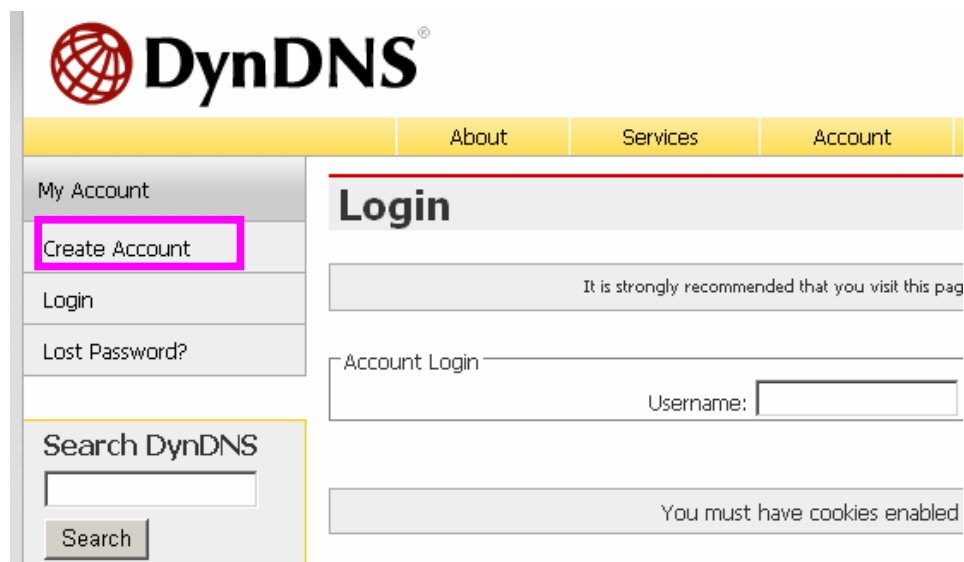 DynDNS®
About Services Account
My Account
Create Account
Login
Lost Password?
Search DynDNS
Search
Login
It is strongly recommended that you visit this pag
Account Login
Username:
You must have cookies enabled